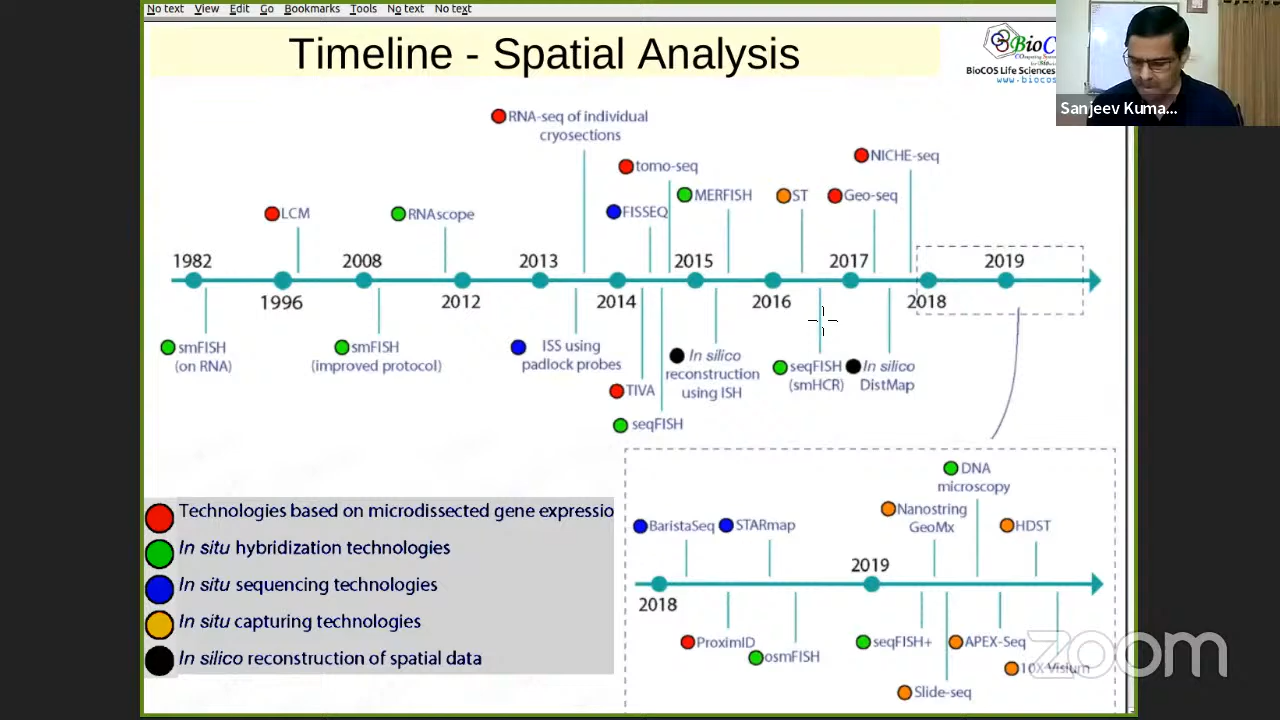 No text View Edit Go Bookmarks Tools No text No text
Timeline - Spatial Analysis
BioC
BioCOS Life Sciences
www.biocos
Sanjeev Kuma...
RNA-seq of individual
cryosections
tomo-seq
NICHE-seq
MERFISH
ST
Geo-seq
LCM
RNAscope
FISSEQ
1982
2008
2013
2015
2017
2019
1996
2012
2014
2016
2018
smFISH
(on RNA)
smFISH
(improved protocol)
ISS using
padlock probes
In silico
reconstruction
using ISH
seqFISH
(smHCR)
In silico
DistMap
TIVA
seqFISH
DNA
microscopy
Nanostring
GeoMx
BaristaSeq
STARmap
HDST
2019
2018
ProximID
osmFISH
seqFISH+
APEX-Seq
10X Visium
Slide-seq
Technologies based on microdissected gene expressio
In situ hybridization technologies
In situ sequencing technologies
In situ capturing technologies
In silico reconstruction of spatial data
zoom